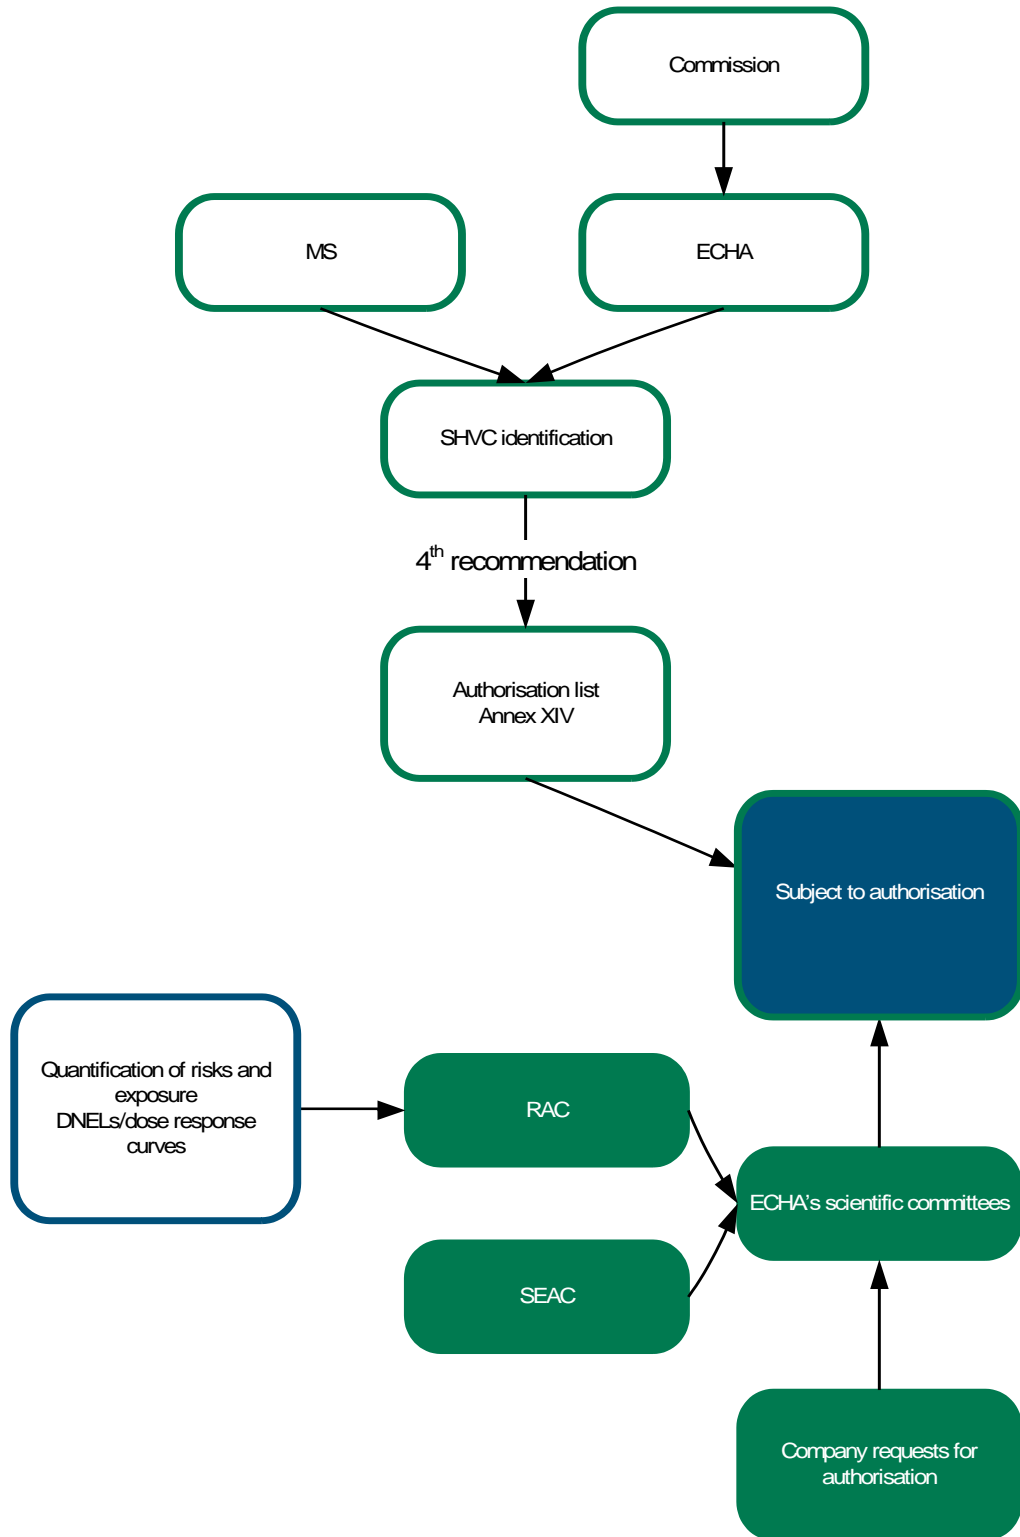 Commission
MS
ECHA
SHVC identification
4th recommendation
Authorisation list
Annex XIV
Subject to authorisation
Quantification of risks and
exposure
DNELs/dose response
curves
RAC
ECHA's scientific committees
SEAC
Company requests for
authorisation